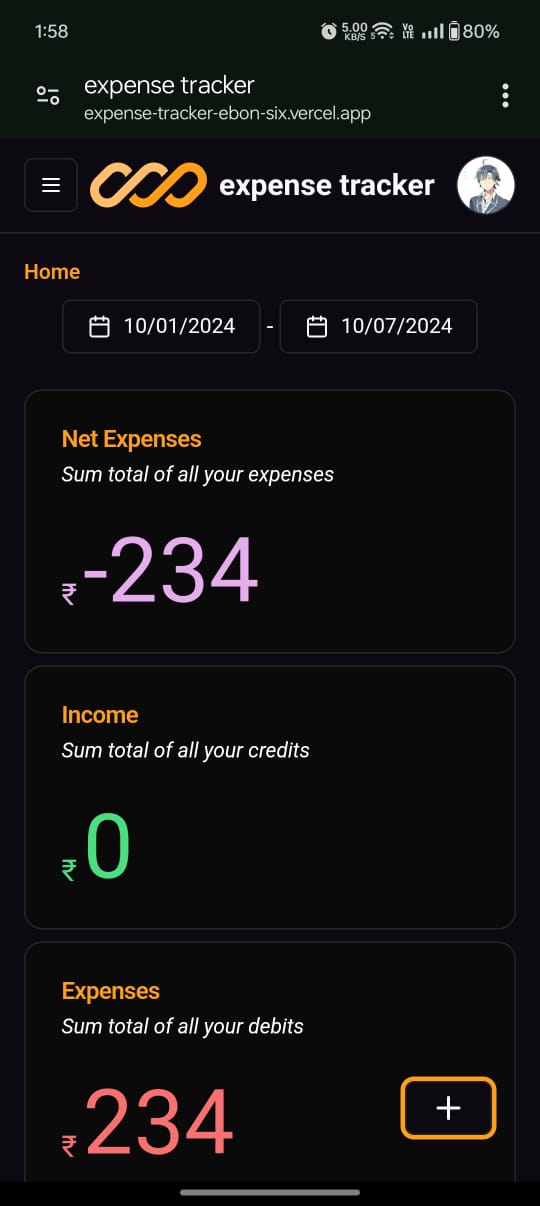 1:58
5.00 KB/S 5 Vo LTE 80%
expense tracker
expense-tracker-ebon-six.vercel.app
expense tracker
Home
10/01/2024 - 10/07/2024
Net Expenses
Sum total of all your expenses
₹-234
Income
Sum total of all your credits
₹0
Expenses
Sum total of all your debits
₹234
+